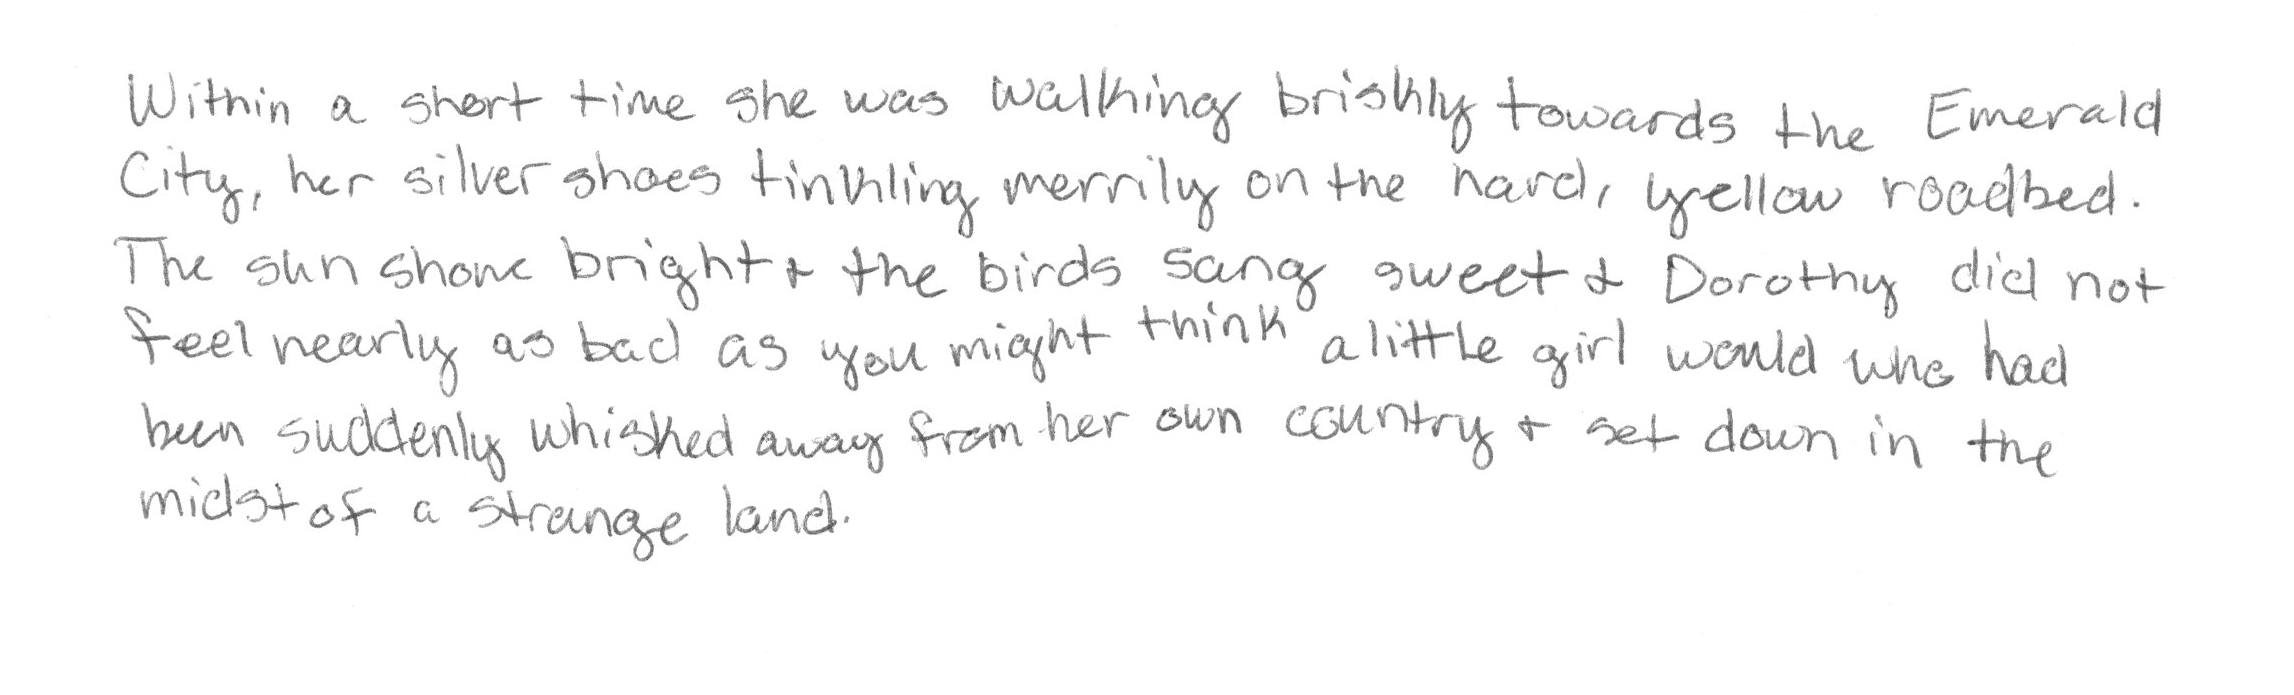 Within a short time she was walking briskly towards the Emerald
City, her silver shoes tinkling merrily on the hard, yellow roadbed.
The sun shone bright & the birds sang sweet & Dorothy did not
feel nearly as bad as you might think a little girl would who had
been suddenly whisked away from her own country & set down in the
midst of a strange land.